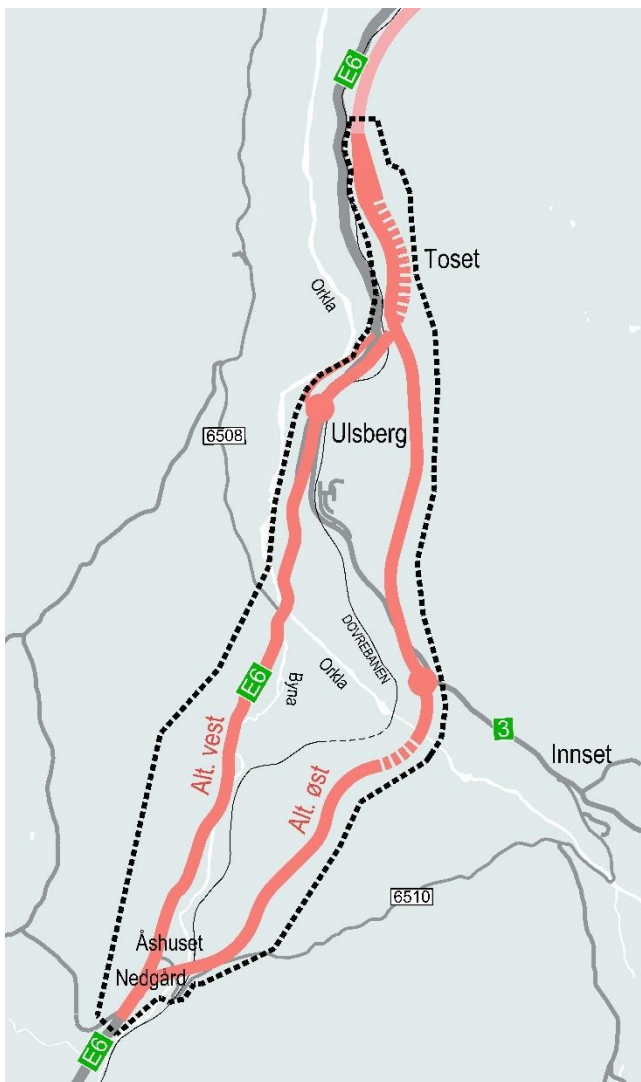 E6
Toset
Orkla
Ulsberg
6508
DOVREBANEN
Orkla
E6
Byna
3
Innset
Alt. vest
Alt. øst
6510
Åshuset
Nedgård
E6